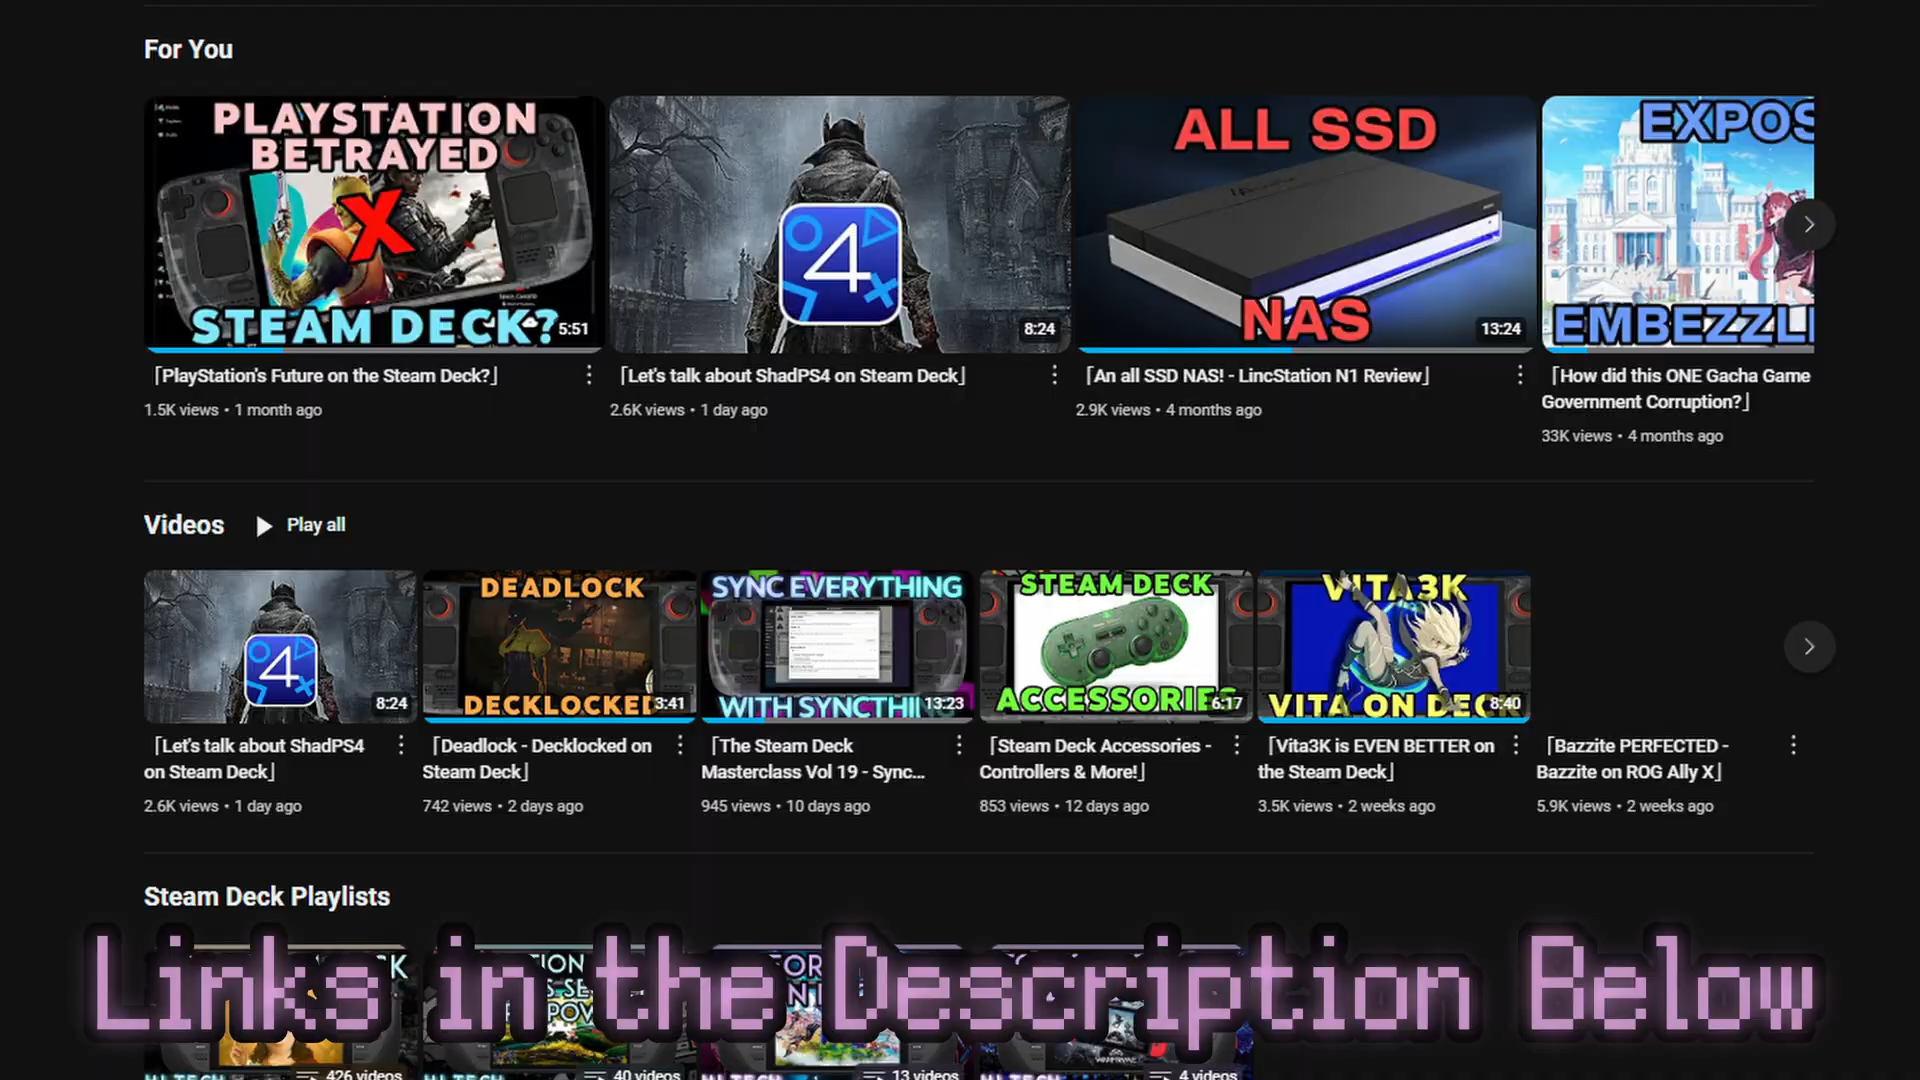 For You
PLAYSTATION
BETRAYED
X
STEAM DECK?
5:51
4
8:24
ALL SSD
NAS
13:24
EXPOS
EMBEZZL
「PlayStation's Future on the Steam Deck?」
1.5K views • 1 month ago
「Let's talk about ShadPS4 on Steam Deck」
2.6K views • 1 day ago
「An all SSD NAS! - LincStation N1 Review」
2.9K views • 4 months ago
「How did this ONE Gacha Game
Government Corruption?」
33K views • 4 months ago
Videos
Play all
4
8:24
DEADLOCK
DECKLOCKED
3:41
SYNC EVERYTHING
WITH SYNCTHI
13:23
STEAM DECK
ACCESSORIES
6:17
VITA3K
VITA ON DECK
8:40
「Let's talk about ShadPS4
on Steam Deck」
2.6K views • 1 day ago
「Deadlock - Decklocked on
Steam Deck」
742 views • 2 days ago
「The Steam Deck
Masterclass Vol 19 - Sync...
945 views • 10 days ago
「Steam Deck Accessories -
Controllers & More!」
853 views • 12 days ago
「Vita3K is EVEN BETTER on
the Steam Deck」
3.5K views • 2 weeks ago
「Bazzite PERFECTED -
Bazzite on ROG Ally X」
5.9K views • 2 weeks ago
Steam Deck Playlists
Links in the Description Below
426 videos
40 videos
13 videos
4 videos